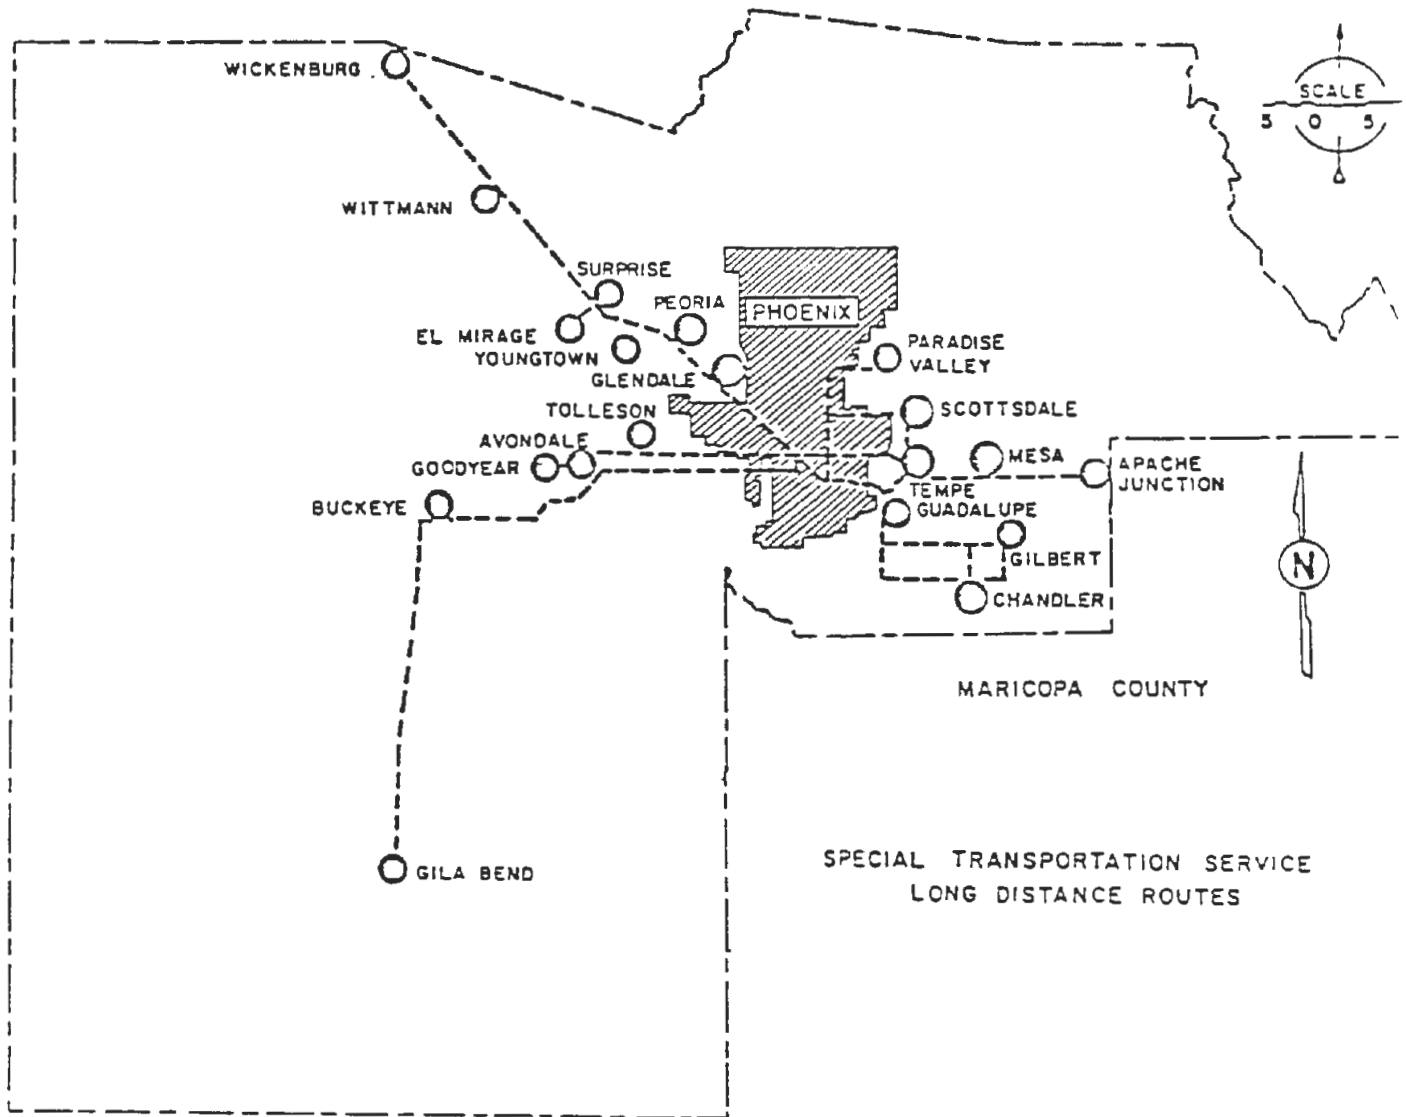 WICKENBURG
SCALE
5 0 5
WITTMANN
SURPRISE
PEORIA
PHOENIX
EL MIRAGE
YOUNGTOWN
PARADISE
VALLEY
GLENDALE
TOLLESON
SCOTTSDALE
AVONDALE
GOODYEAR
MESA
APACHE
JUNCTION
BUCKEYE
TEMPE
GUADALUPE
GILBERT
N
CHANDLER
MARICOPA COUNTY
GILA BEND
SPECIAL TRANSPORTATION SERVICE
LONG DISTANCE ROUTES